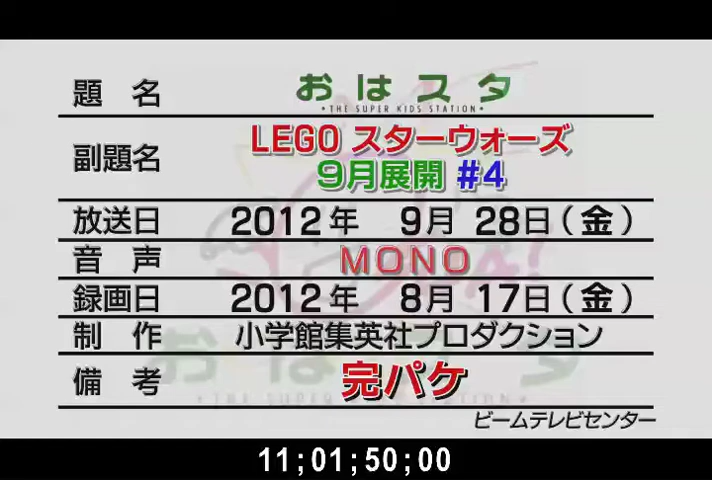 題名 おはスタ
・THE SUPER KIDS STATION・
副題名 LEGO スターウォーズ
9月展開 #4
放送日 2012年 9月 28日(金)
音声 MONO
録画日 2012年 8月 17日(金)
制作 小学館集英社プロダクション
備考 完パケ
ビームテレビセンター
11;01;50;00